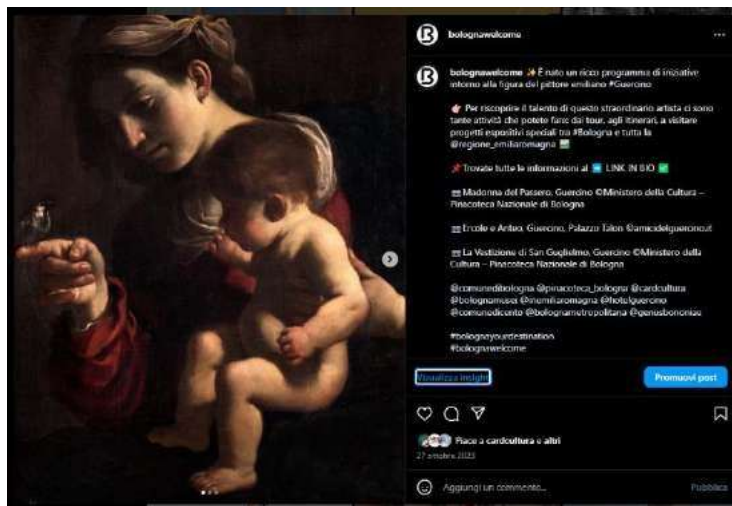 bolognawelcome
bolognawelcome ✨ È nato un ricco programma di iniziative
intorno alla figura del pittore emiliano #Guercino
👉 Per riscoprire il talento di questo straordinario artista ci sono
tante attività che potete fare: dai tour, agli itinerari, a visitare
progetti espositivi speciali tra #Bologna e tutta la
@regione_emiliaromagna
📌 Trovate tutte le informazioni al ➡️ LINK IN BIO ✅
Madonna del Passero, Guercino ©Ministero della Cultura –
Pinacoteca Nazionale di Bologna
Ercole e Anteo, Guercino, Palazzo Talon ©amicidelguercino.it
La Vestizione di San Guglielmo, Guercino ©Ministero della
Cultura – Pinacoteca Nazionale di Bologna
@comunedibologna @pinacoteca_bologna @cardcultura
@bolognamusei @inemiliaromagna @hotelguercino
@comunedicento @bolognametropolitana @genusbononiae
#bolognayourdestination
#bolognawelcome
Visualizza insight
Promuovi post
Piace a cardcultura e altri
27 ottobre 2023
Aggiungi un commento...
Pubblica